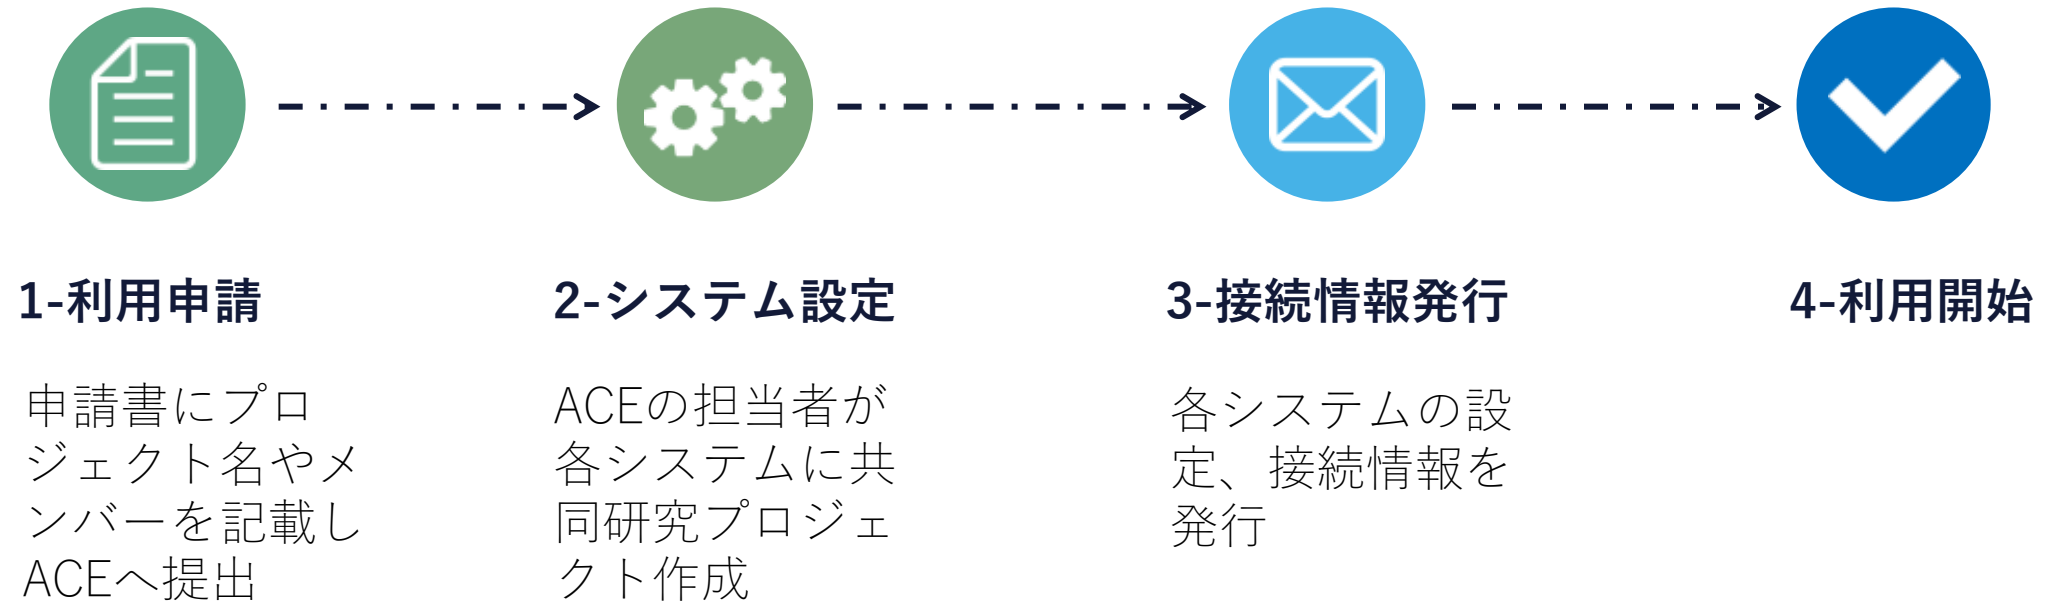 1-利用申請
申請書にプロ
ジェクト名やメ
ンバーを記載し
ACEへ提出
2-システム設定
ACEの担当者が
各システムに共
同研究プロジェ
クト作成
3-接続情報発行
各システムの設
定、接続情報を
発行
4-利用開始